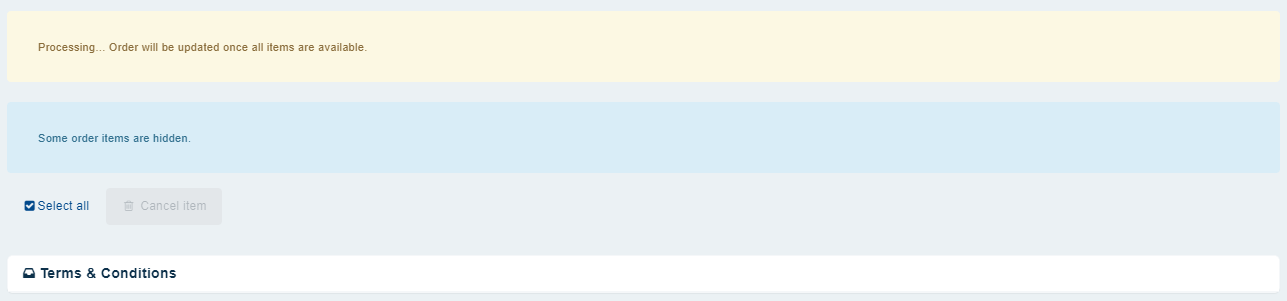 Processing... Order will be updated once all items are available.
Some order items are hidden.
Select all
Cancel item
Terms & Conditions